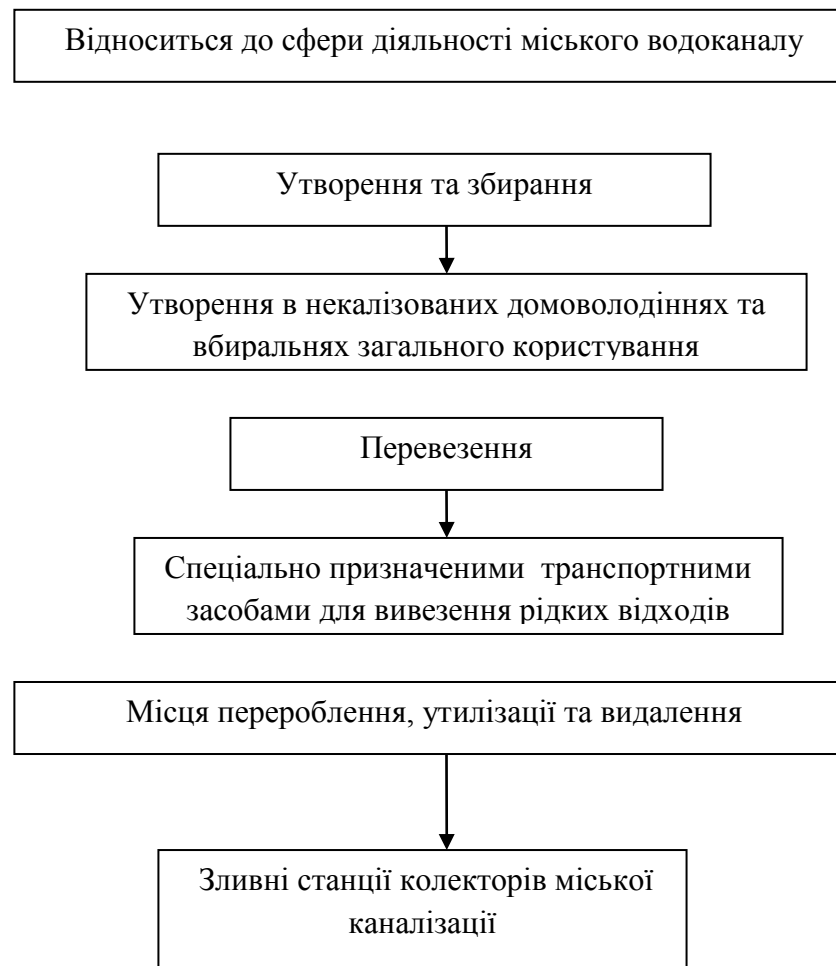 Відноситься до сфери діяльності міського водоканалу
Утворення та збирання
Утворення в некалізованих домоволодіннях та
вбиральнях загального користування
Перевезення
Спеціально призначеними транспортними
засобами для вивезення рідких відходів
Місця перероблення, утилізації та видалення
Зливні станції колекторів міської
каналізації